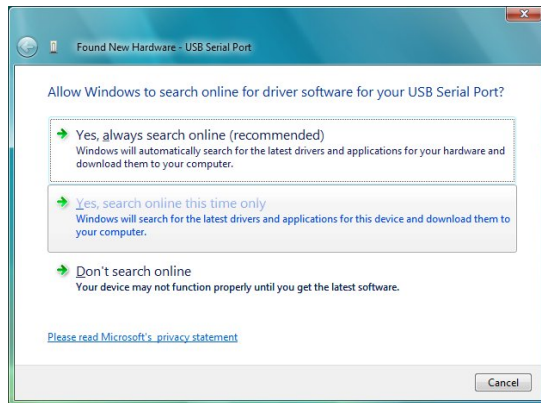 Found New Hardware - USB Serial Port
Allow Windows to search online for driver software for your USB Serial Port?
Yes, always search online (recommended)
Windows will automatically search for the latest drivers and applications for your hardware and
download them to your computer.
Yes, search online this time only
Windows will search for the latest drivers and applications for this device and download them to
your computer.
Don't search online
Your device may not function properly until you get the latest software.
Please read Microsoft's privacy statement
Cancel